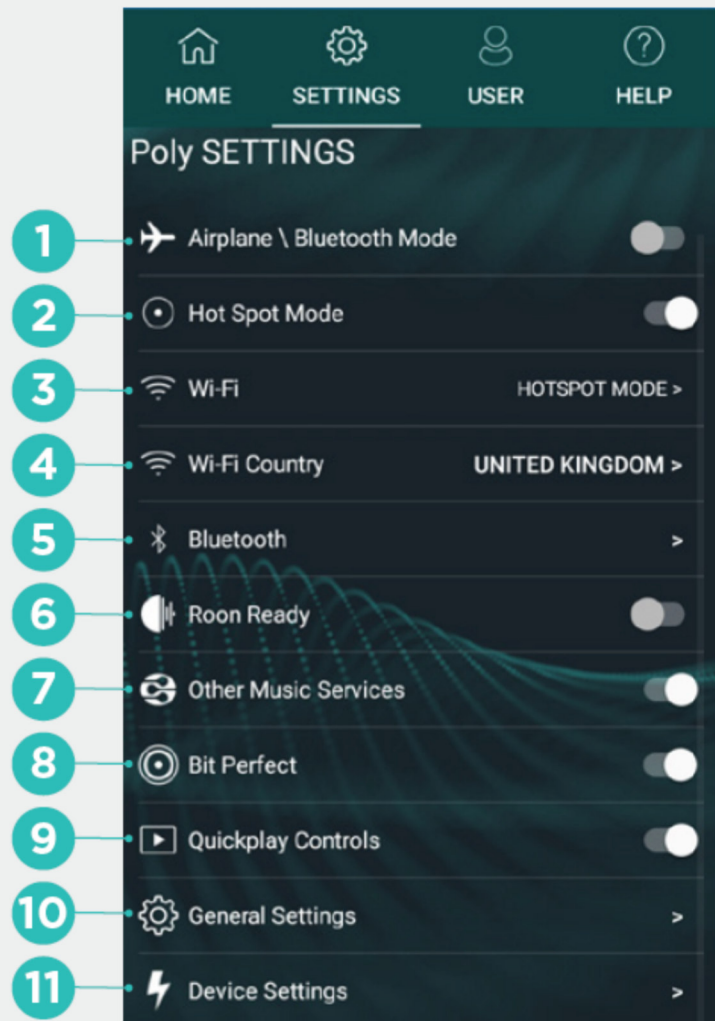 HOME SETTINGS USER HELP
Poly SETTINGS
1 Airplane \ Bluetooth Mode
2 Hot Spot Mode
3 Wi-Fi HOTSPOT MODE >
4 Wi-Fi Country UNITED KINGDOM >
5 Bluetooth >
6 Roon Ready
7 Other Music Services
8 Bit Perfect
9 Quickplay Controls
10 General Settings >
11 Device Settings >